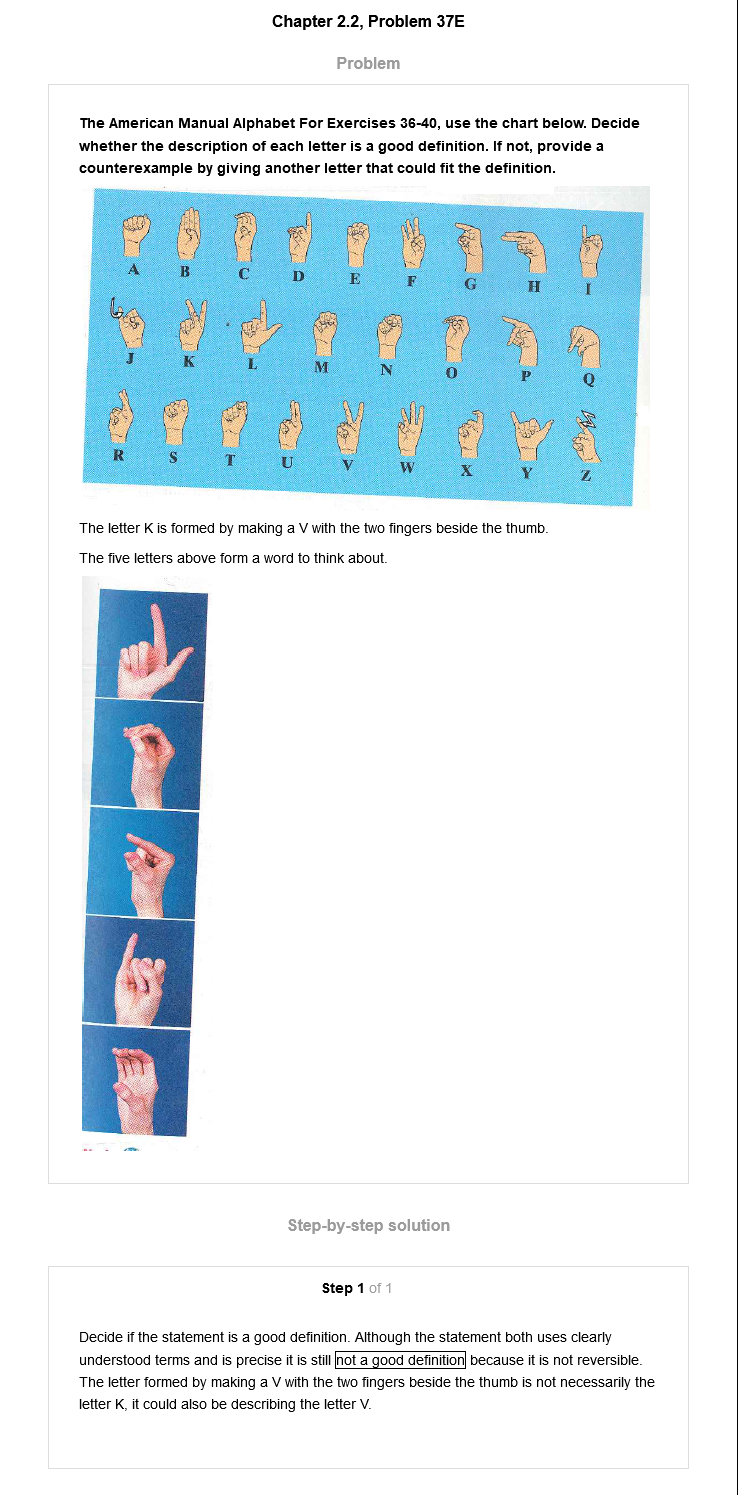 Chapter 2.2, Problem 37E
Problem
The American Manual Alphabet For Exercises 36-40, use the chart below. Decide
whether the description of each letter is a good definition. If not, provide a
counterexample by giving another letter that could fit the definition.
A B C D E F G H I
J K L M N O P Q
R S T U V W X Y Z
The letter K is formed by making a V with the two fingers beside the thumb.
The five letters above form a word to think about.
Step-by-step solution
Step 1 of 1
Decide if the statement is a good definition. Although the statement both uses clearly
understood terms and is precise it is still not a good definition because it is not reversible.
The letter formed by making a V with the two fingers beside the thumb is not necessarily the
letter K, it could also be describing the letter V.